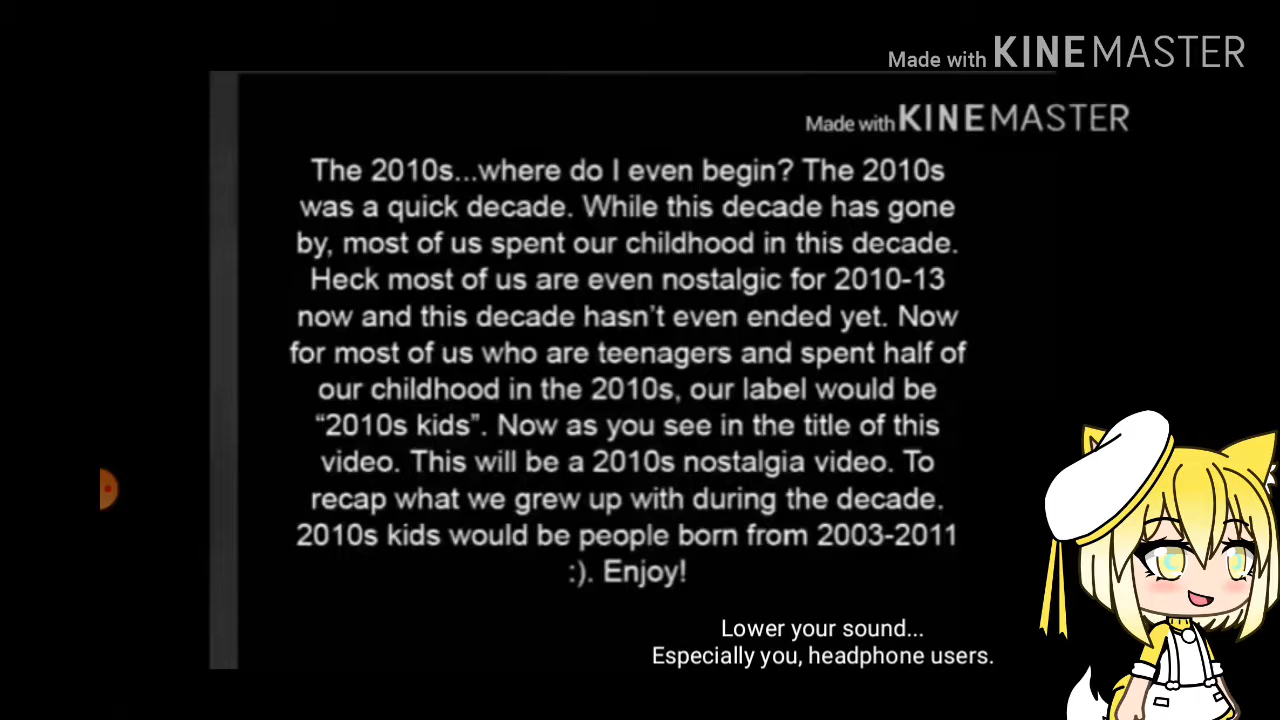 Made with KINEMASTER
Made with KINEMASTER
The 2010s...where do I even begin? The 2010s
was a quick decade. While this decade has gone
by, most of us spent our childhood in this decade.
Heck most of us are even nostalgic for 2010-13
now and this decade hasn't even ended yet. Now
for most of us who are teenagers and spent half of
our childhood in the 2010s, our label would be
“2010s kids”. Now as you see in the title of this
video. This will be a 2010s nostalgia video. To
recap what we grew up with during the decade.
2010s kids would be people born from 2003-2011
:). Enjoy!
Lower your sound...
Especially you, headphone users.